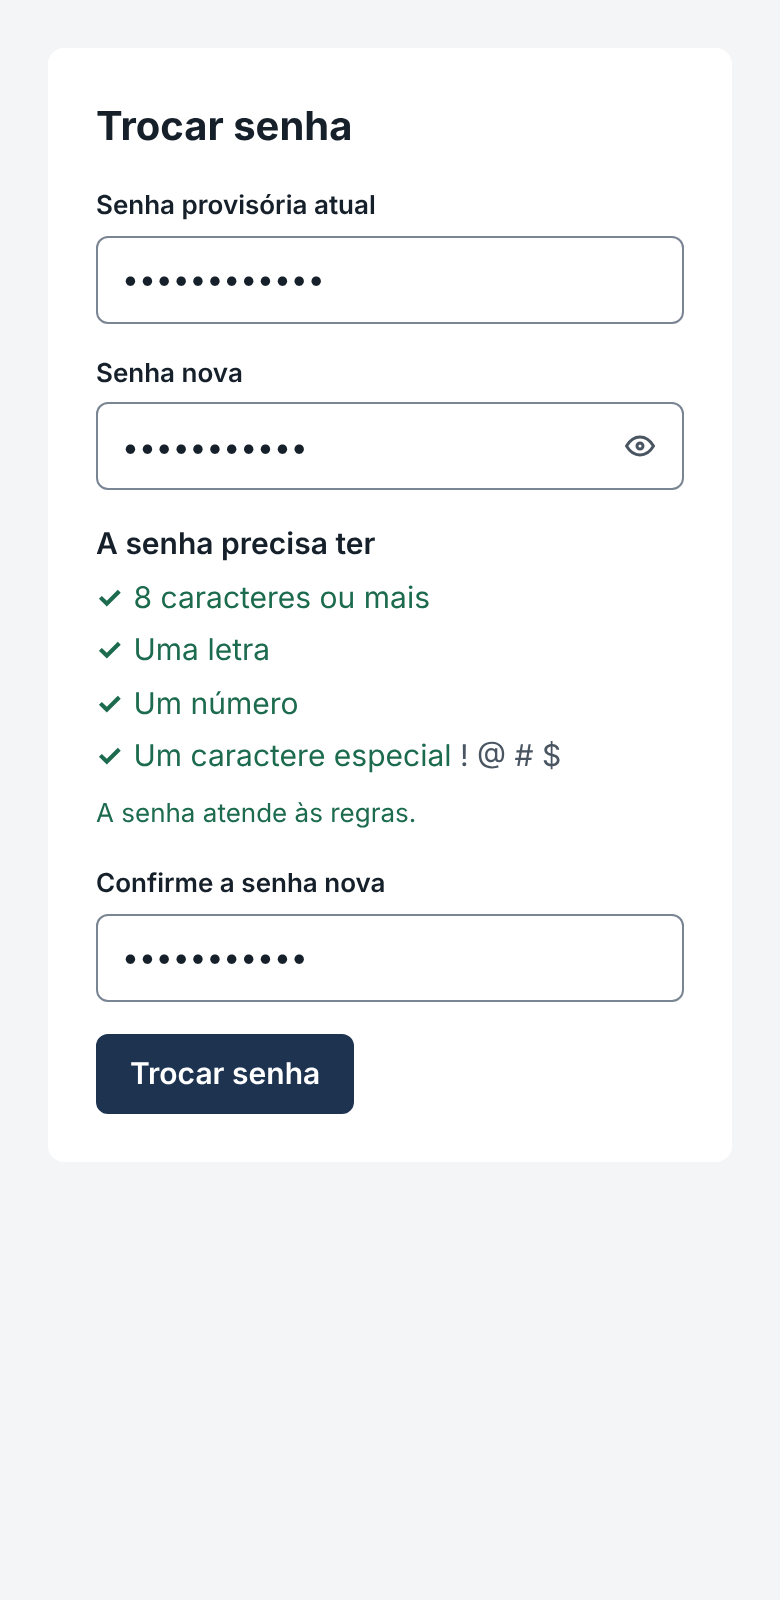 Trocar senha
Senha provisória atual
••••••••••••
Senha nova
•••••••••••
A senha precisa ter
✓ 8 caracteres ou mais
✓ Uma letra
✓ Um número
✓ Um caractere especial ! @ # $
A senha atende às regras.
Confirme a senha nova
•••••••••••
Trocar senha